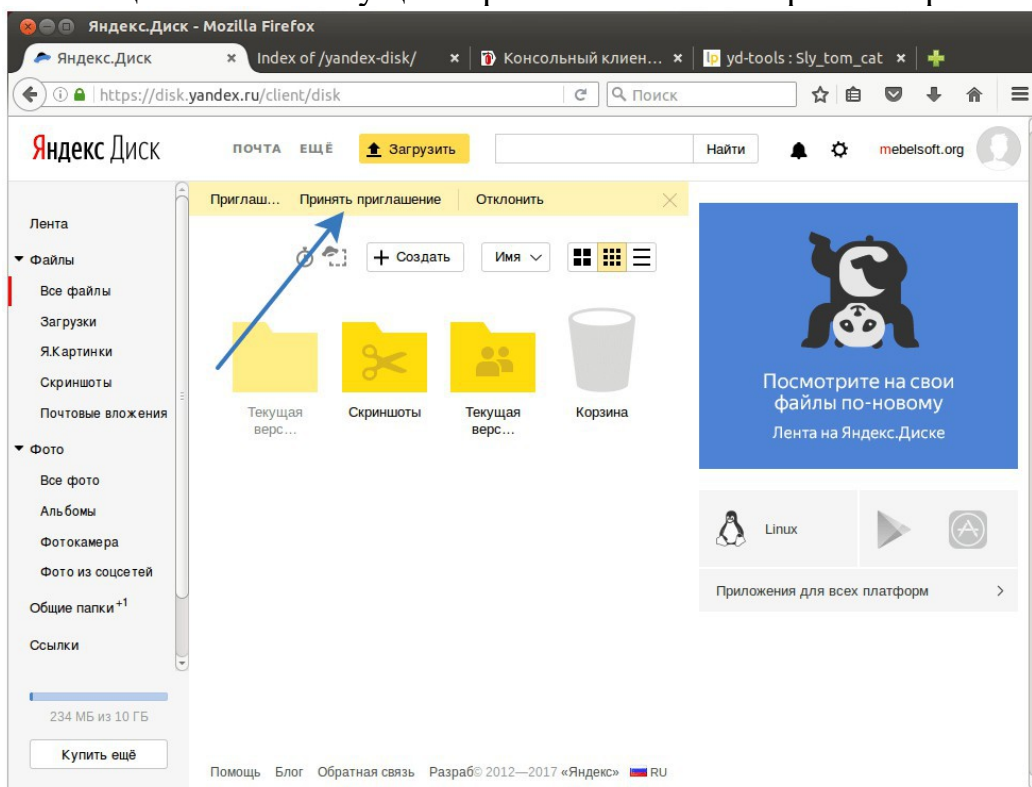 Яндекс.Диск - Mozilla Firefox
Яндекс.Диск × Index of /yandex-disk/ × Консольный клиен... × lp yd-tools : Sly_tom_cat ×
https://disk.yandex.ru/client/disk Поиск
Яндекс Диск ПОЧТА ЕЩЁ Загрузить Найти mebelsoft.org
Приглаш... Принять приглашение Отклонить
Лента
Файлы
Все файлы
Загрузки
Я.Картинки
Скриншоты
Почтовые вложения
Фото
Все фото
Альбомы
Фотокамера
Фото из соцсетей
Общие папки +1
Ссылки
234 МБ из 10 ГБ
Купить ещё
+ Создать Имя
Текущая верс...
Скриншоты
Текущая верс...
Корзина
Посмотрите на свои
файлы по-новому
Лента на Яндекс.Диске
Linux
Приложения для всех платформ
Помощь Блог Обратная связь Разраб © 2012—2017 «Яндекс» RU